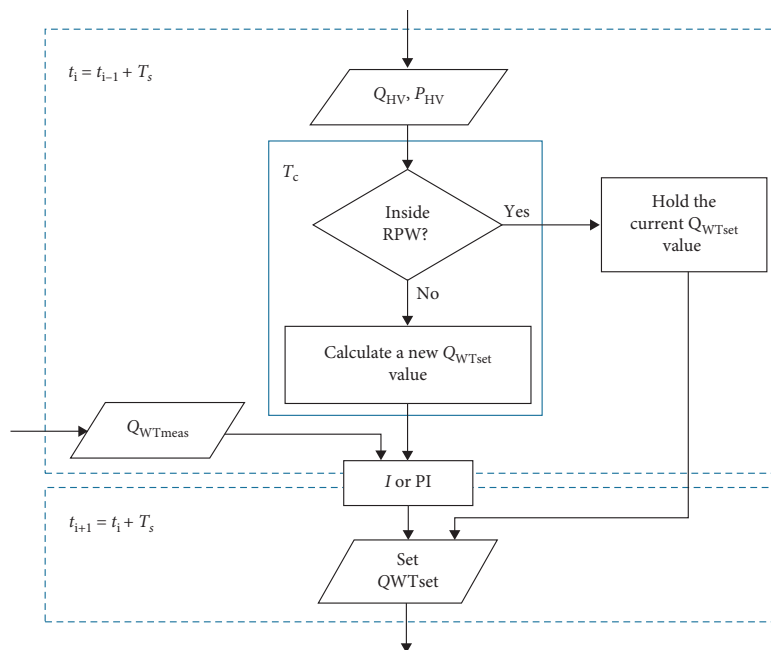 t_i = t_{i–1} + T_s
Q_HV, P_HV
T_c
Inside
RPW?
Yes
Hold the
current Q_WTset
value
No
Calculate a new Q_WTset
value
Q_WTmeas
I or PI
t_{i+1} = t_i + T_s
Set
QWTset